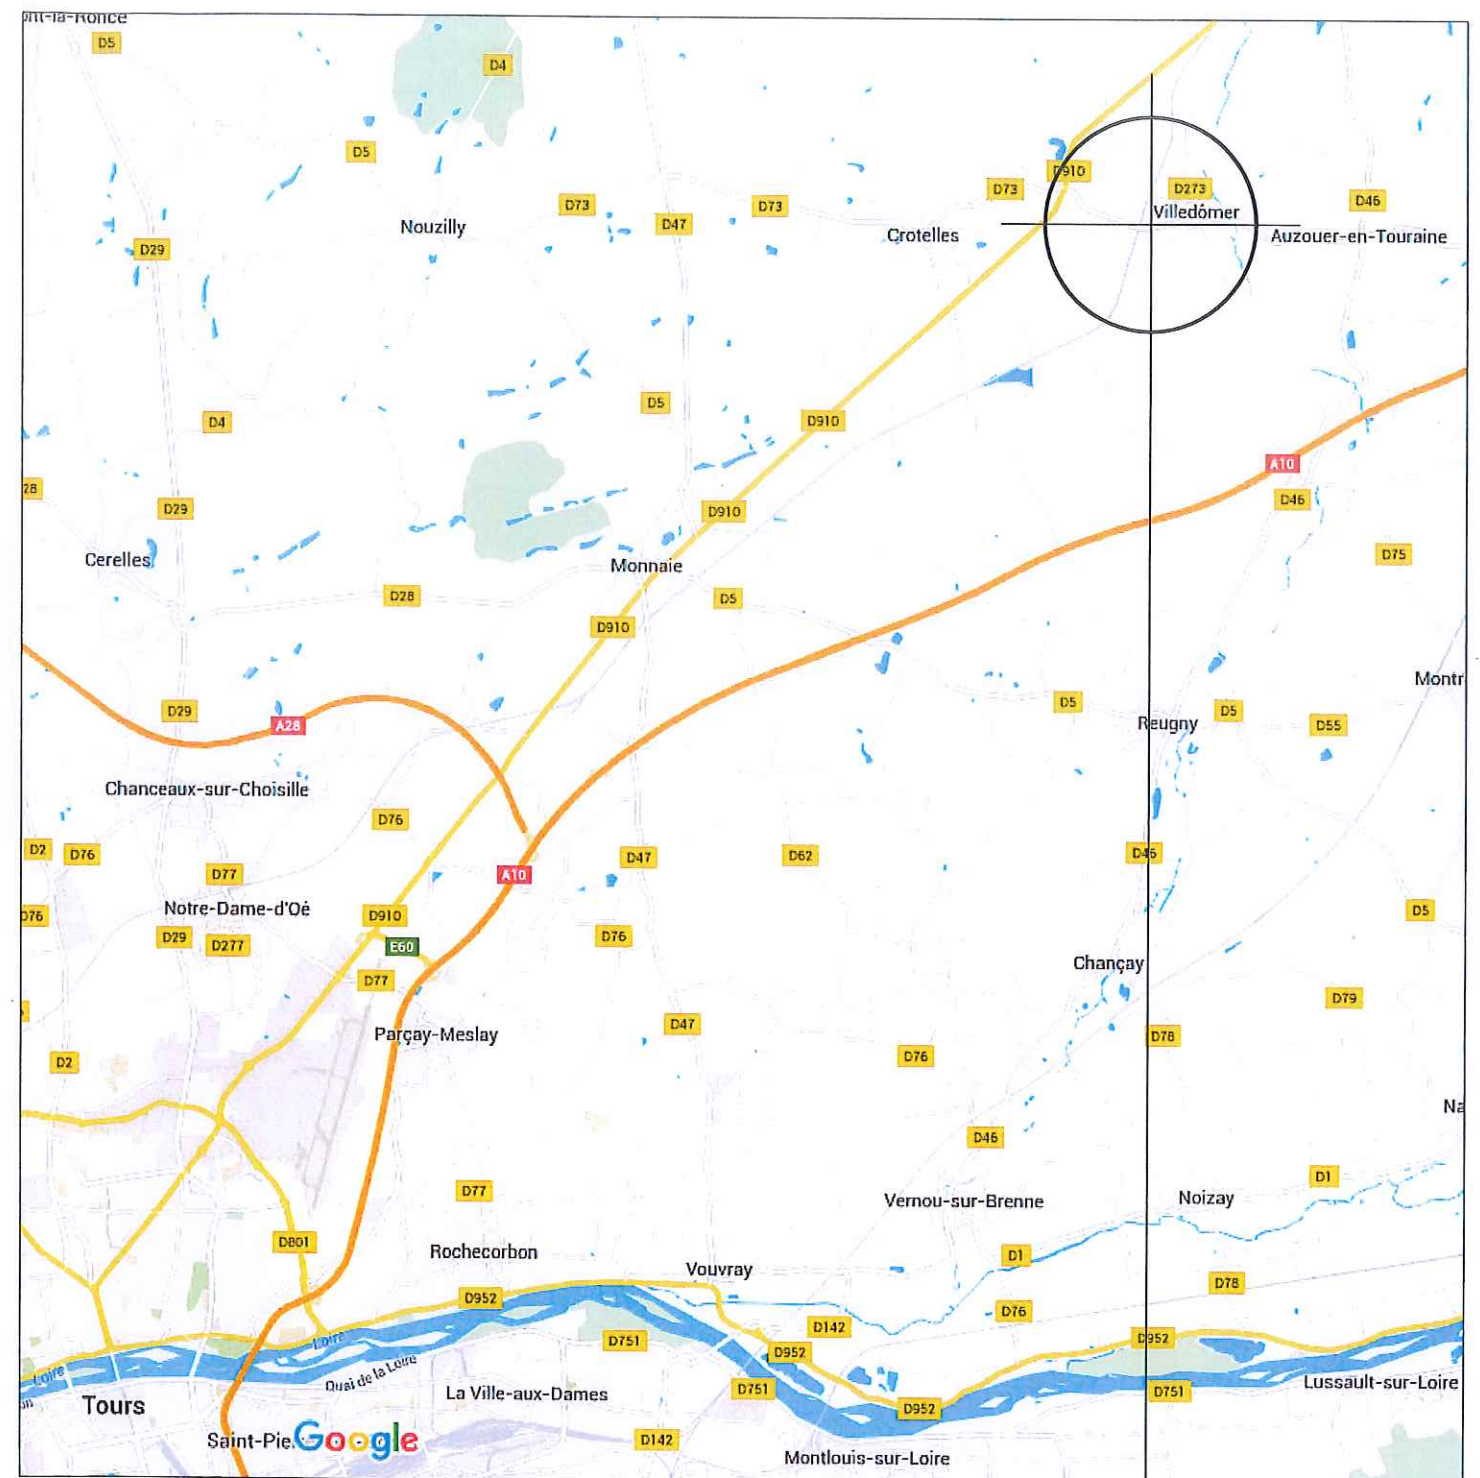 D5
D4
D5
D910
D73
D273
D46
D73
D73
D47
Villedômer
Nouzilly
Crotelles
Auzouer-en-Touraine
D29
D5
D4
D910
A10
28
D46
D29
D910
Cerelles
Monnaie
D75
D28
D5
D910
Montr
D29
A28
D5
Reugny
D5
D55
Chanceaux-sur-Choisille
D76
D2
D76
D47
D62
D46
D77
A10
Notre-Dame-d'Oé
D910
D76
D5
D29
D277
E60
D76
D77
Chançay
D79
Parçay-Meslay
D47
D78
D2
D76
Na
D46
D77
D1
Vernou-sur-Brenne
Noizay
D801
Rochecorbon
D1
Vouvray
D78
D952
D76
Loire
D751
D142
D952
D952
Loire
Quai de la Loire
La Ville-aux-Dames
D751
D751
Lussault-sur-Loire
Tours
D952
Saint-Pie
Google
D142
Montlouis-sur-Loire